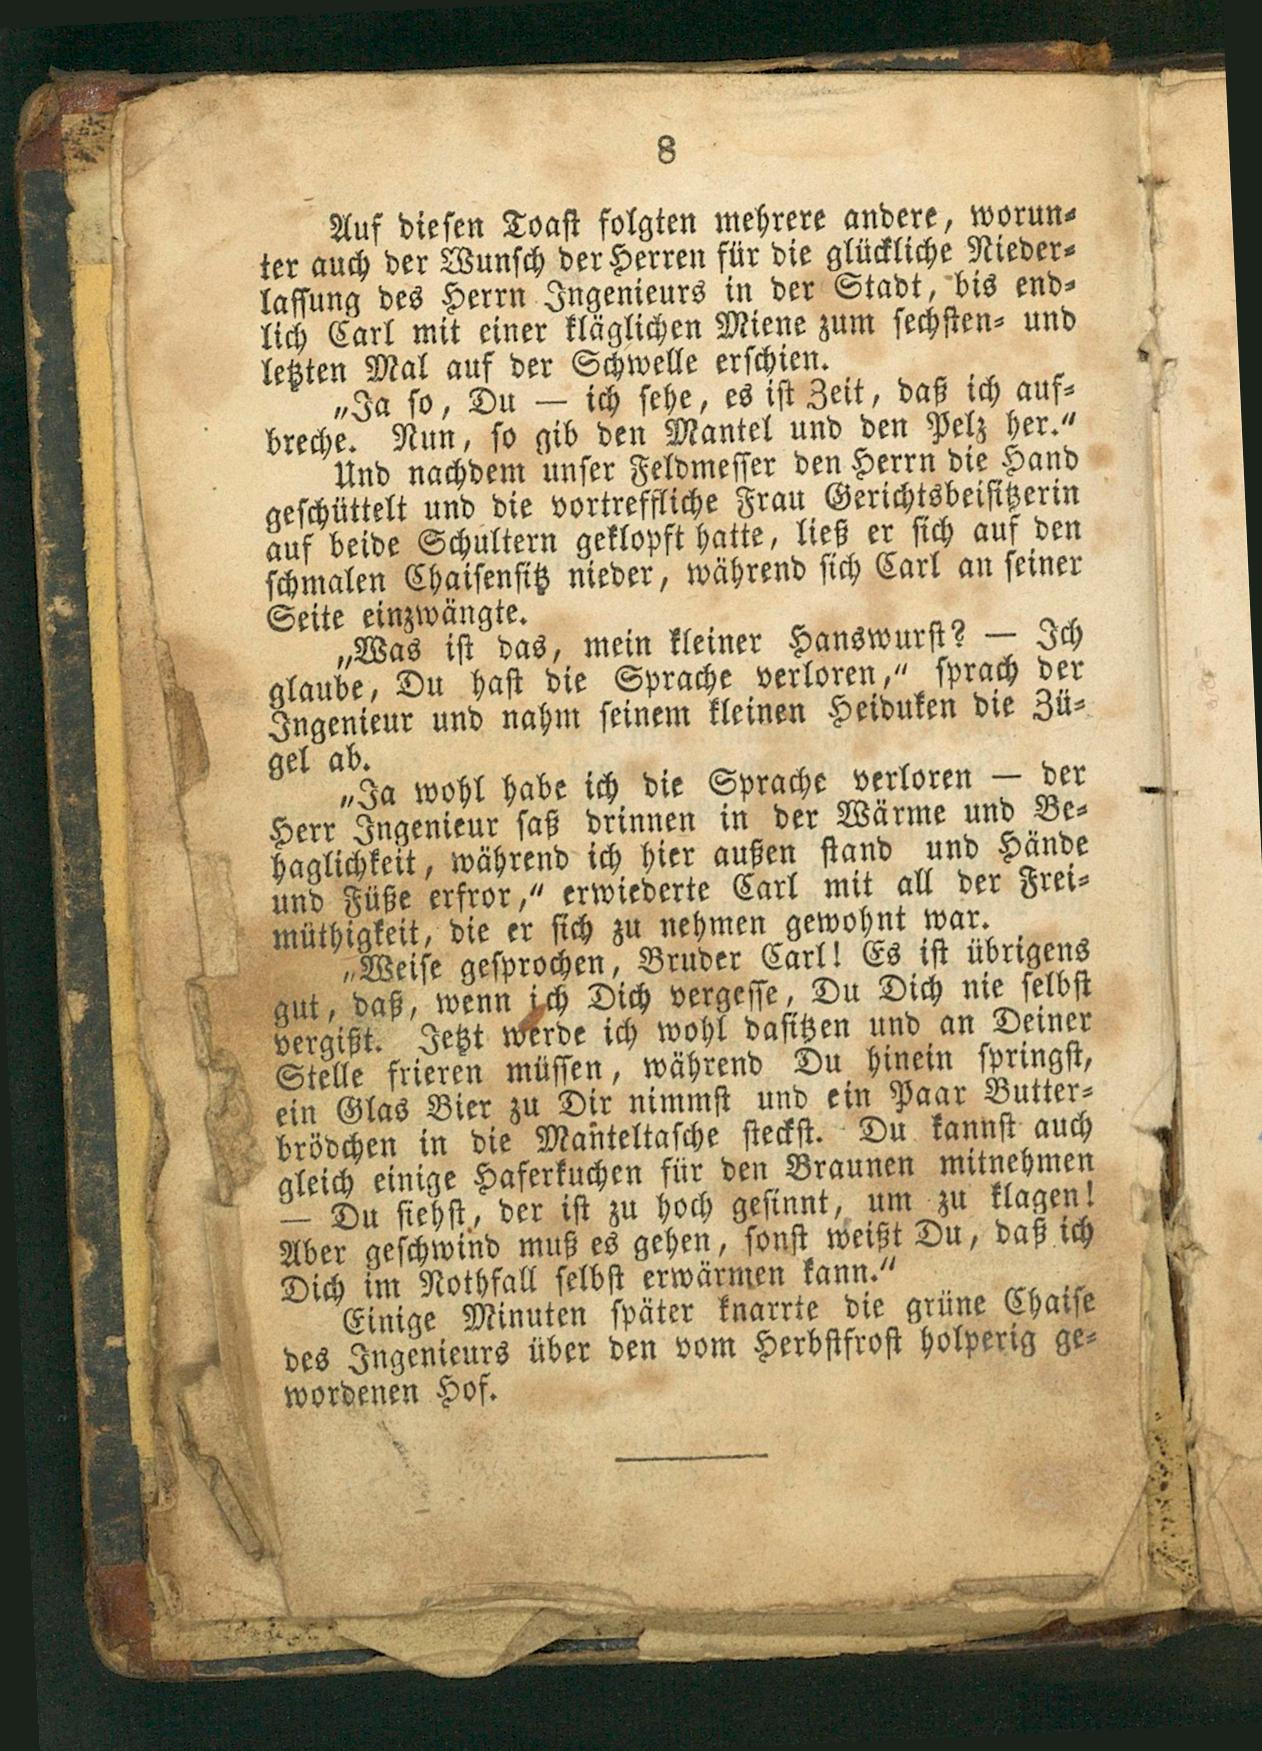 8
Auf diesen Toast folgten mehrere andere, worun-
ter auch der Wunsch der Herren für die glückliche Nieder-
lassung des Herrn Ingenieurs in der Stadt, bis end-
lich Carl mit einer kläglichen Miene zum sechsten- und
letzten Mal auf der Schwelle erschien.
„Ja so, Du — ich sehe, es ist Zeit, daß ich auf-
breche. Nun, so gib den Mantel und den Pelz her.“
Und nachdem unser Feldmesser den Herrn die Hand
geschüttelt und die vortreffliche Frau Gerichtsbeisitzerin
auf beide Schultern geklopft hatte, ließ er sich auf den
schmalen Chaisensitz nieder, während sich Carl an seiner
Seite einzwängte.
„Was ist das, mein kleiner Hanswurst? — Ich
glaube, Du hast die Sprache verloren,“ sprach der
Ingenieur und nahm seinem kleinen Heiduken die Zü-
gel ab.
„Ja wohl habe ich die Sprache verloren — der
Herr Ingenieur saß drinnen in der Wärme und Be-
haglichkeit, während ich hier außen stand und Hände
und Füße erfror,“ erwiederte Carl mit all der Frei-
müthigkeit, die er sich zu nehmen gewohnt war.
„Weise gesprochen, Bruder Carl! Es ist übrigens
gut, daß, wenn ich Dich vergesse, Du Dich nie selbst
vergißt. Jetzt werde ich wohl dasitzen und an Deiner
Stelle frieren müssen, während Du hinein springst,
ein Glas Bier zu Dir nimmst und ein Paar Butter-
brödchen in die Manteltasche steckst. Du kannst auch
gleich einige Haferkuchen für den Braunen mitnehmen
— Du siehst, der ist zu hoch gesinnt, um zu klagen!
Aber geschwind muß es gehen, sonst weißt Du, daß ich
Dich im Nothfall selbst erwärmen kann.“
Einige Minuten später knarrte die grüne Chaise
des Ingenieurs über den vom Herbstfrost holperig ge-
wordenen Hof.